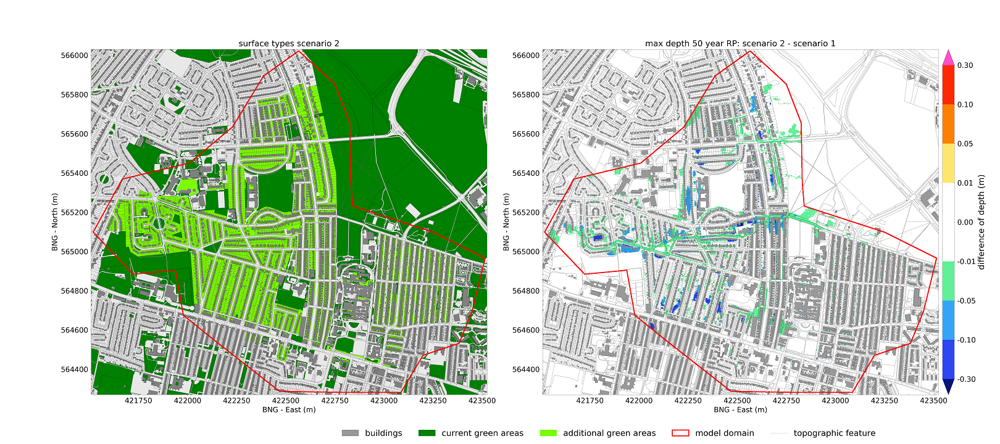 surface types scenario 2
max depth 50 year RP: scenario 2 - scenario 1
566000
565800
565600
565400
565200
565000
564800
564600
564400
BNG - North (m)
421750 422000 422250 422500 422750 423000 423250 423500
BNG - East (m)
566000
565800
565600
565400
565200
565000
564800
564600
564400
BNG - North (m)
421750 422000 422250 422500 422750 423000 423250 423500
BNG - East (m)
0.30
0.10
0.05
0.01
0.00
-0.01
-0.05
-0.10
-0.30
difference of depth (m)
buildings current green areas additional green areas model domain topographic feature